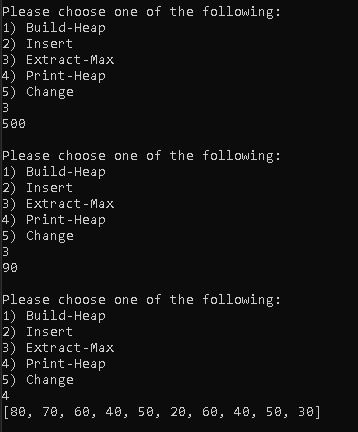 Please choose one of the following:
1) Build-Heap
2) Insert
3) Extract-Max
4) Print-Heap
5) Change
3
500
Please choose one of the following:
1) Build-Heap
2) Insert
3) Extract-Max
4) Print-Heap
5) Change
3
90
Please choose one of the following:
1) Build-Heap
2) Insert
3) Extract-Max
4) Print-Heap
5) Change
4
[80, 70, 60, 40, 50, 20, 60, 40, 50, 30]